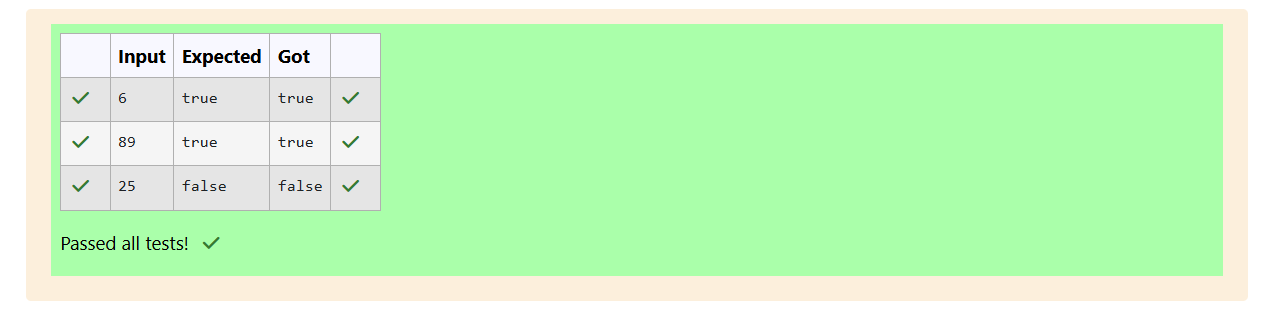 Input Expected Got
6 true true
89 true true
25 false false
Passed all tests!